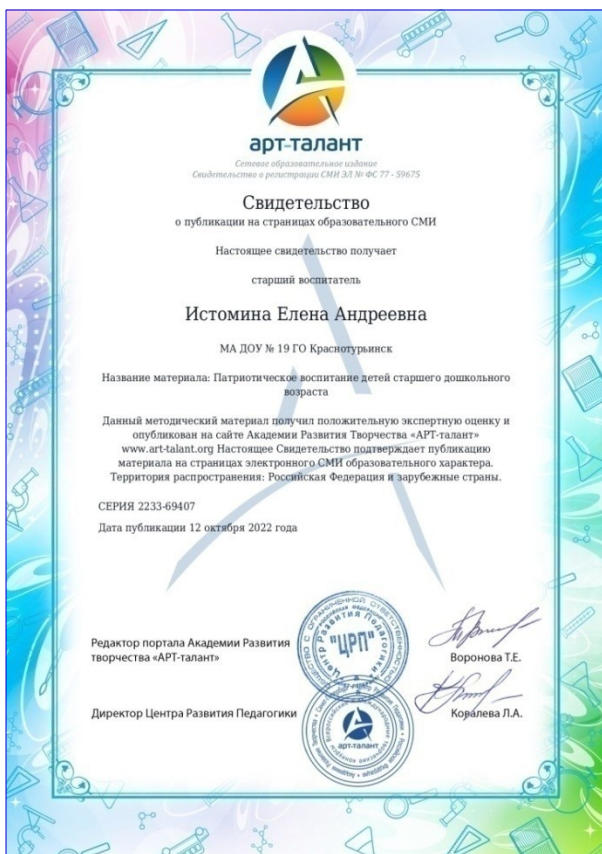 арт-талант
Сетевое образовательное издание
Свидетельство о регистрации СМИ ЭЛ № ФС 77 - 59675
Свидетельство
о публикации на страницах образовательного СМИ
Настоящее свидетельство получает
старший воспитатель
Истомина Елена Андреевна
МА ДОУ № 19 ГО Краснотурьинск
Название материала: Патриотическое воспитание детей старшего дошкольного
возраста
Данный методический материал получил положительную экспертную оценку и
опубликован на сайте Академии Развития Творчества «АРТ-талант»
www.art-talant.org Настоящее Свидетельство подтверждает публикацию
материала на страницах электронного СМИ образовательного характера.
Территория распространения: Российская Федерация и зарубежные страны.
СЕРИЯ 2233-69407
Дата публикации 12 октября 2022 года
Редактор портала Академии Развития
творчества «АРТ-талант»
Воронова Т.Е.
Центр Развития Педагогики
"ЦРП"
Директор Центра Развития Педагогики
Ковалева Л.А.
арт-талант